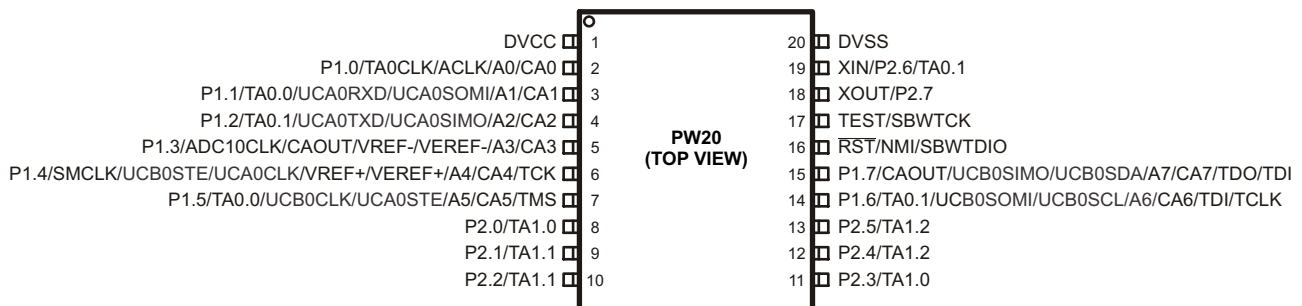 DVCC 1 20 DVSS
P1.0/TA0CLK/ACLK/A0/CA0 2 19 XIN/P2.6/TA0.1
P1.1/TA0.0/UCA0RXD/UCA0SOMI/A1/CA1 3 18 XOUT/P2.7
P1.2/TA0.1/UCA0TXD/UCA0SIMO/A2/CA2 4 17 TEST/SBWTCK
PW20
(TOP VIEW)
P1.3/ADC10CLK/CAOUT/VREF-/VEREF-/A3/CA3 5 16 RST/NMI/SBWTDIO
P1.4/SMCLK/UCB0STE/UCA0CLK/VREF+/VEREF+/A4/CA4/TCK 6 15 P1.7/CAOUT/UCB0SIMO/UCB0SDA/A7/CA7/TDO/TDI
P1.5/TA0.0/UCB0CLK/UCA0STE/A5/CA5/TMS 7 14 P1.6/TA0.1/UCB0SOMI/UCB0SCL/A6/CA6/TDI/TCLK
P2.0/TA1.0 8 13 P2.5/TA1.2
P2.1/TA1.1 9 12 P2.4/TA1.2
P2.2/TA1.1 10 11 P2.3/TA1.0